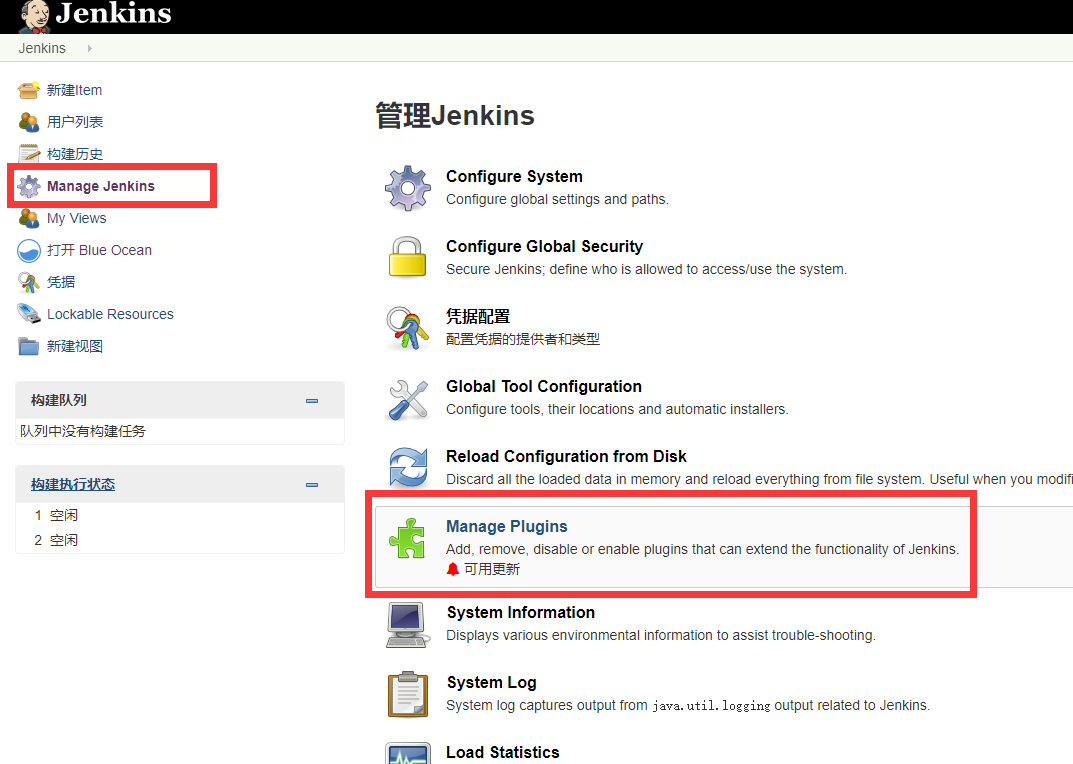 Jenkins
Jenkins
新建Item
用户列表
构建历史
Manage Jenkins
My Views
打开 Blue Ocean
凭据
Lockable Resources
新建视图
构建队列
队列中没有构建任务
构建执行状态
1 空闲
2 空闲
管理Jenkins
Configure System
Configure global settings and paths.
Configure Global Security
Secure Jenkins; define who is allowed to access/use the system.
凭据配置
配置凭据的提供者和类型
Global Tool Configuration
Configure tools, their locations and automatic installers.
Reload Configuration from Disk
Discard all the loaded data in memory and reload everything from file system. Useful when you modifi
Manage Plugins
Add, remove, disable or enable plugins that can extend the functionality of Jenkins.
可用更新
System Information
Displays various environmental information to assist trouble-shooting.
System Log
System log captures output from java.util.logging output related to Jenkins.
Load Statistics